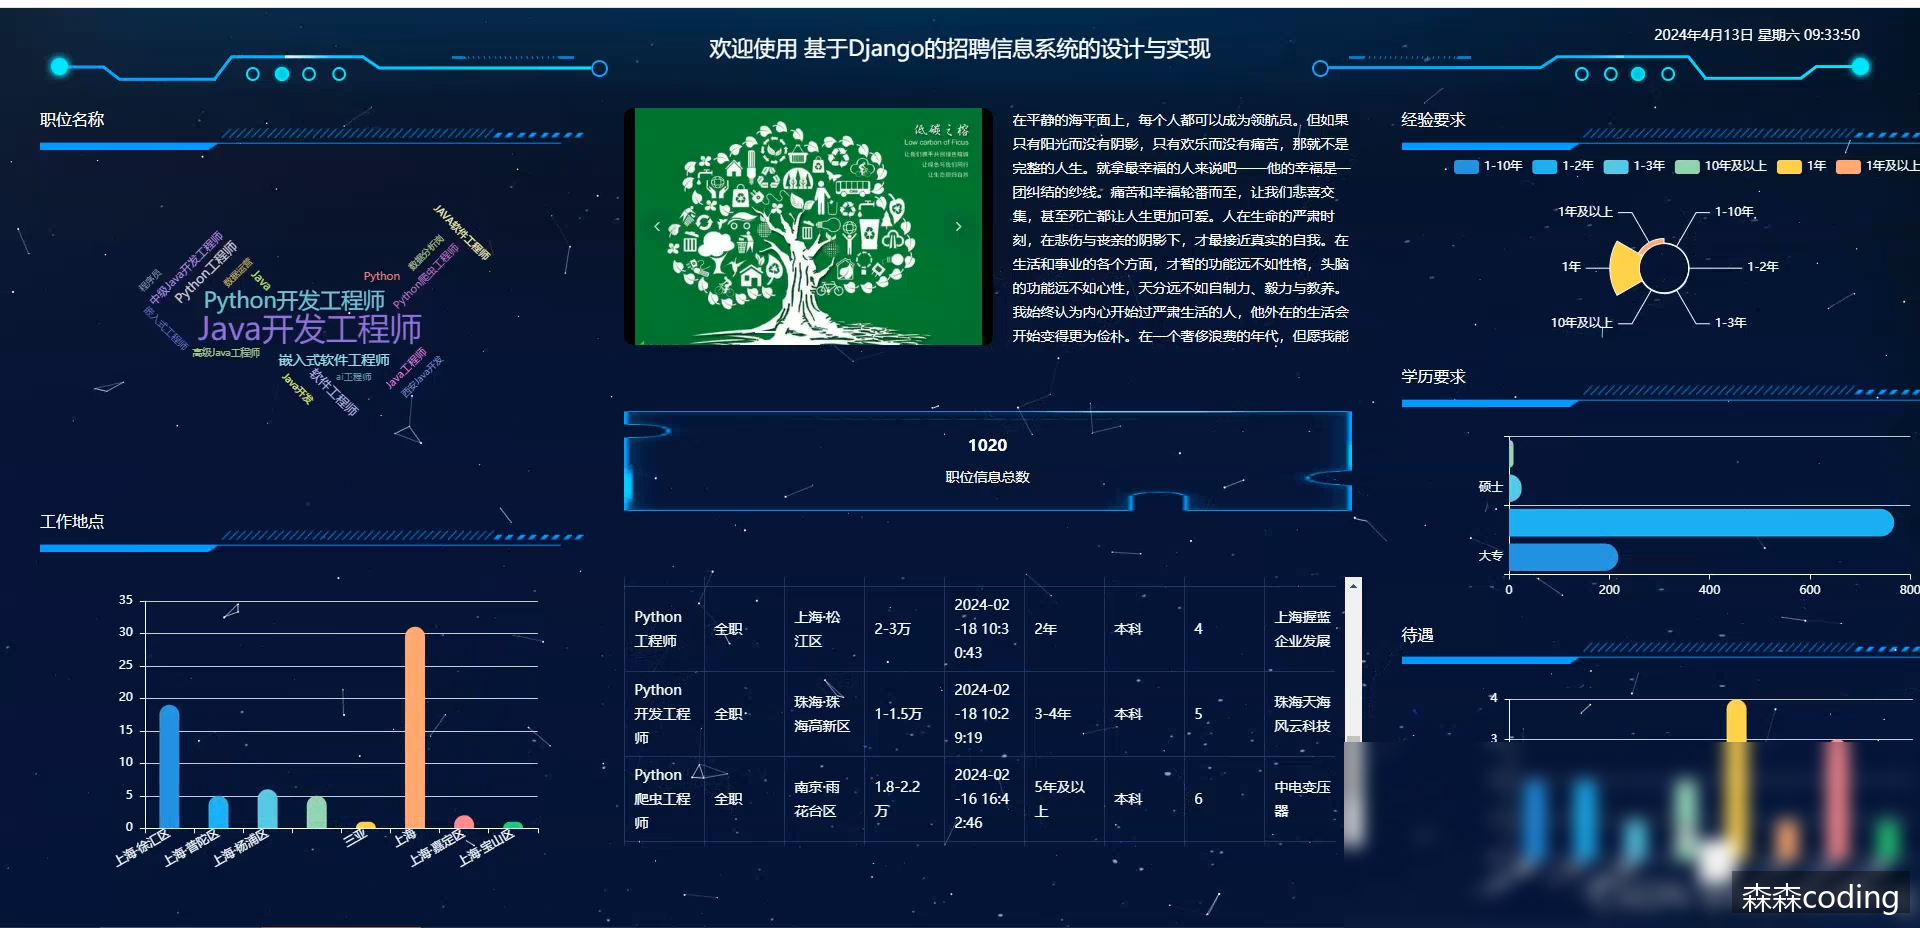 欢迎使用 基于Django的招聘信息系统的设计与实现
2024年4月13日 星期六 09:33:50
职位名称
JAVA软件工程师
数据分析岗
Python爬虫工程师
Python
程序员
中级Java开发工程师
Python工程师
数据运营
Java
Python开发工程师
Java开发工程师
嵌入式工程师
高级Java工程师
嵌入式软件工程师
ai工程师
Java开发
软件工程师
Java工程师
西安Java开发
工作地点
35
30
25
20
15
10
5
0
上海-徐汇区
上海-普陀区
上海-杨浦区
三亚
上海
上海-嘉定区
上海-宝山区
低碳之榕
Low carbon of Ficus
在平静的海平面上，每个人都可以成为领航员。但如果
只有阳光而没有阴影，只有欢乐而没有痛苦，那就不是
完整的人生。就拿最幸福的人来说吧——他的幸福是一
团纠结的纱线。痛苦和幸福轮番而至，让我们悲喜交
集，甚至死亡都让人生更加可爱。人在生命的严肃时
刻，在悲伤与丧亲的阴影下，才最接近真实的自我。在
生活和事业的各个方面，才智的功能远不如性格，头脑
的功能远不如心性，天分远不如自制力、毅力与教养。
我始终认为内心开始过严肃生活的人，他外在的生活会
开始变得更为俭朴。在一个奢侈浪费的年代，但愿我能
1020
职位信息总数
Python
工程师
全职
上海-松
江区
2-3万
2024-02
-18 10:3
0:43
2年
本科
4
上海握蓝
企业发展
Python
开发工程
师
全职
珠海-珠
海高新区
1-1.5万
2024-02
-18 10:2
9:19
3-4年
本科
5
珠海天海
风云科技
Python
爬虫工程
师
全职
南京-雨
花台区
1.8-2.2
万
2024-02
-16 16:4
2:46
5年及以
上
本科
6
中电变压
器
经验要求
1-10年 1-2年 1-3年 10年及以上 1年 1年及以上
1年及以上
1-10年
1年
1-2年
10年及以上
1-3年
学历要求
硕士
大专
0 200 400 600 800
待遇
4
3
森森coding